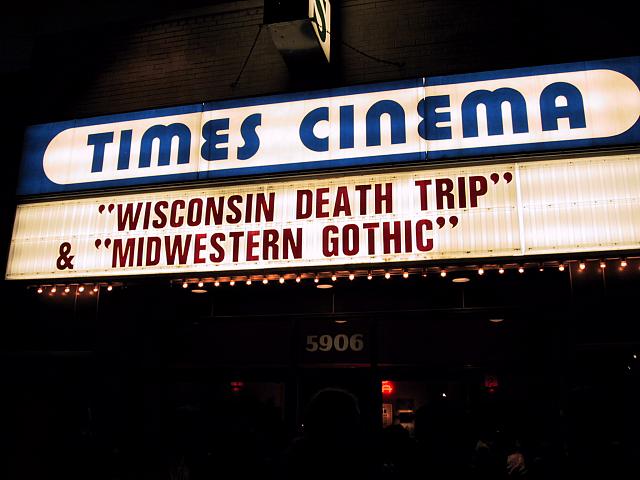 TIMES CINEMA
"WISCONSIN DEATH TRIP"
& "MIDWESTERN GOTHIC"
5906